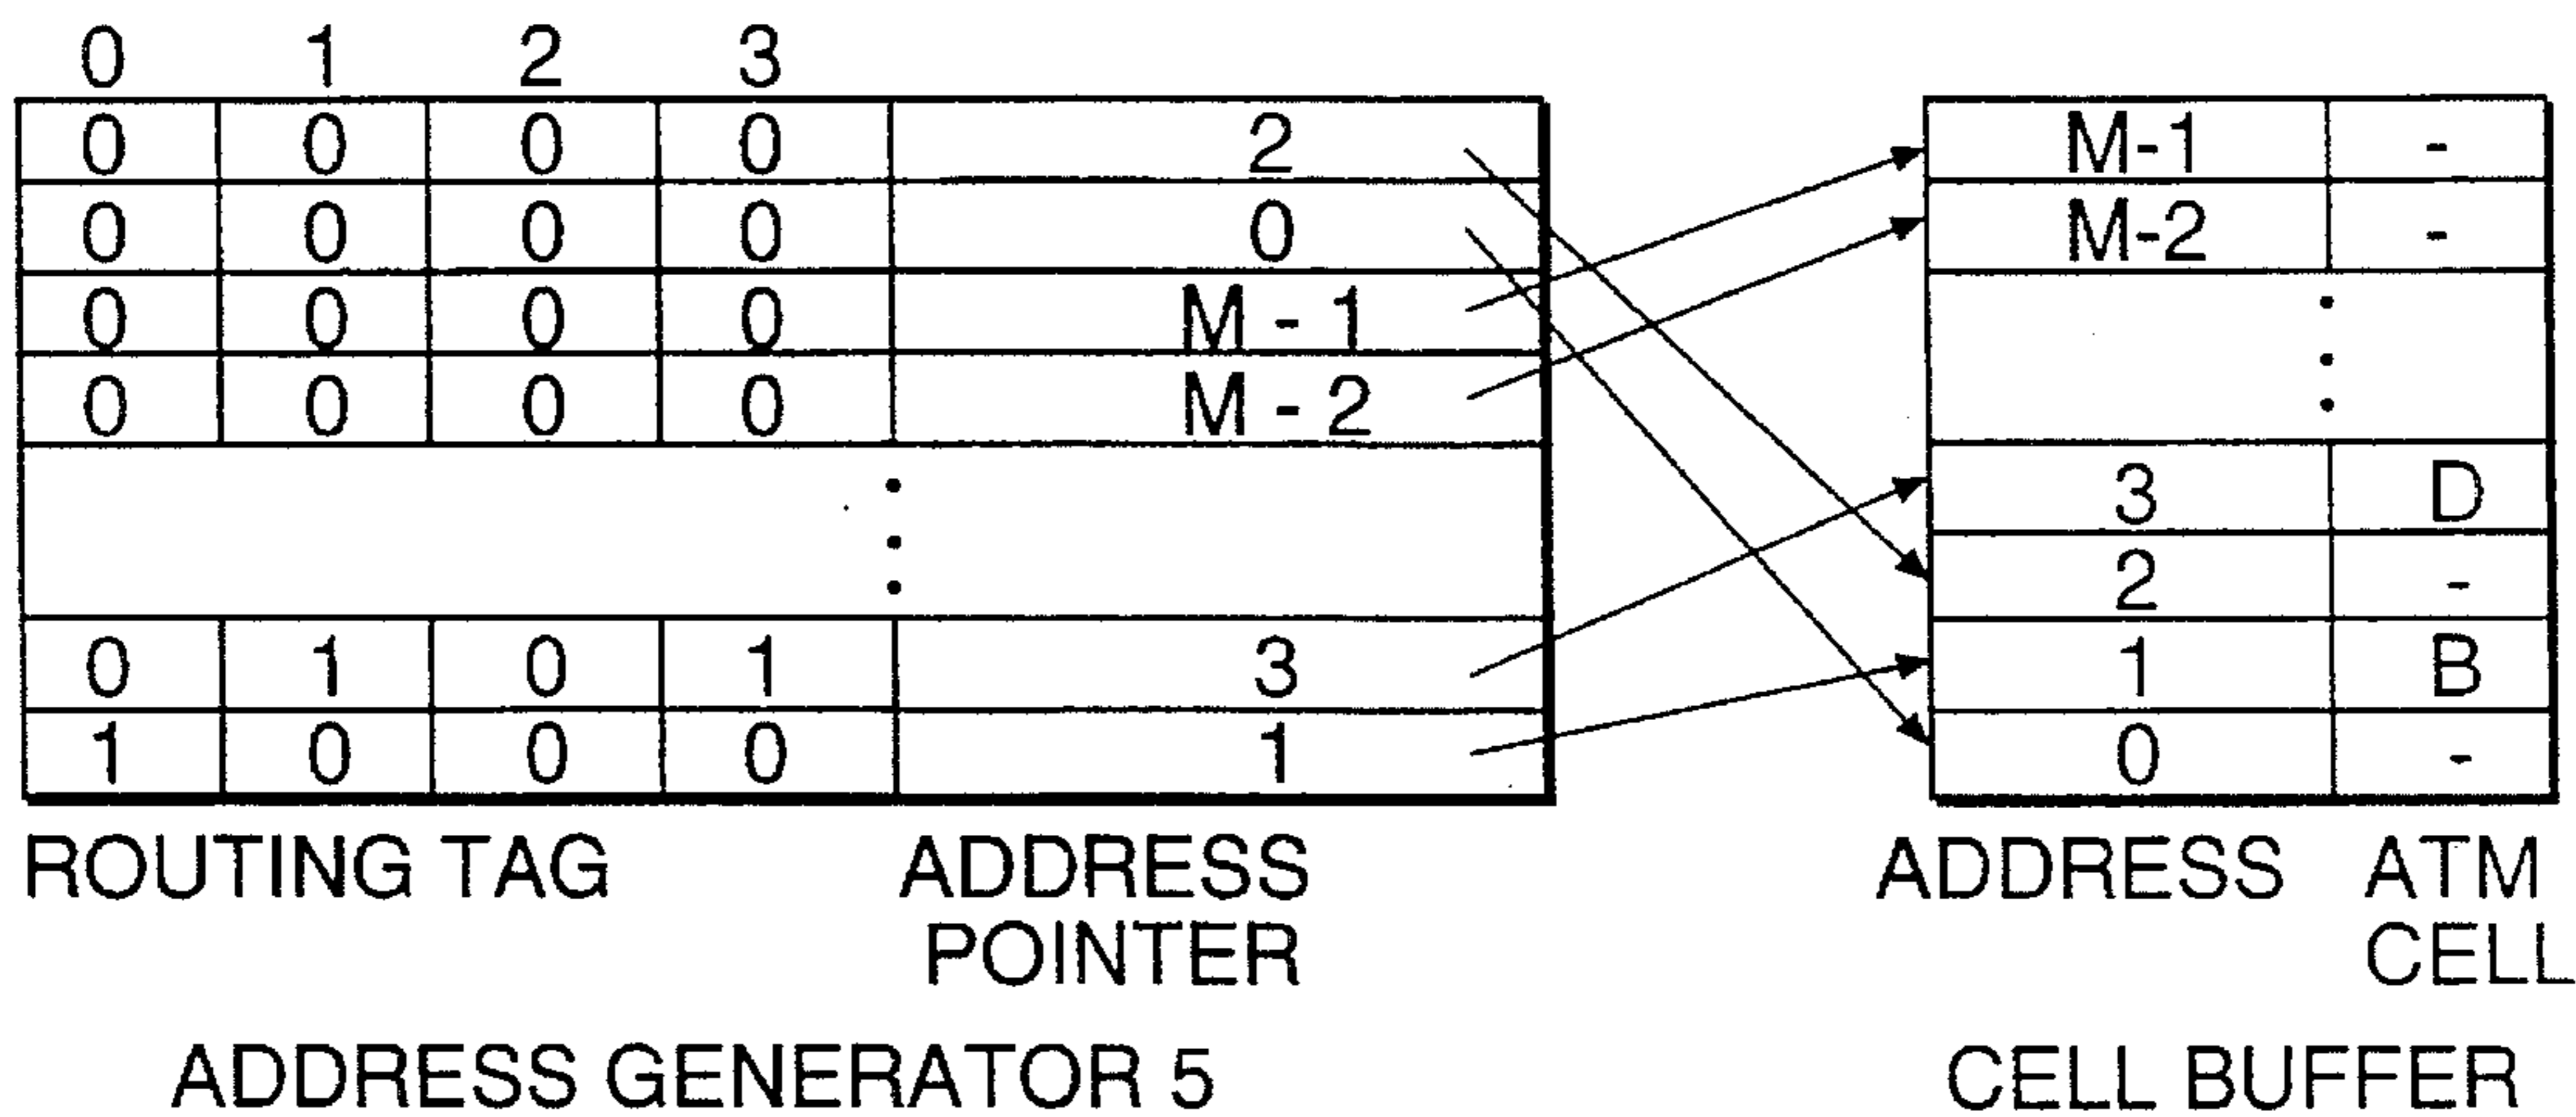 0 1 2 3
0 0 0 0 2 M-1 -
0 0 0 0 0 M-2 -
0 0 0 0 M - 1
0 0 0 0 M - 2
3 D
2 -
0 1 0 1 3 1 B
1 0 0 0 1 0 -
ROUTING TAG ADDRESS POINTER ADDRESS ATM CELL
ADDRESS GENERATOR 5 CELL BUFFER